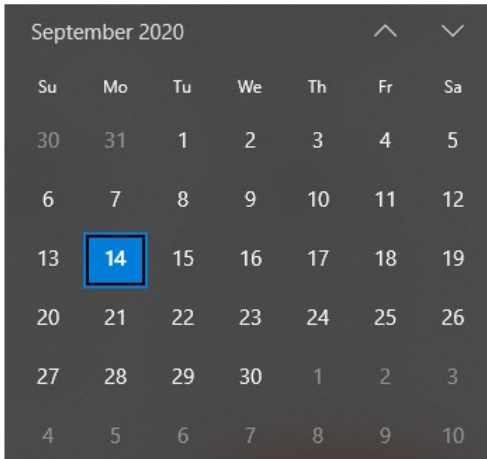 September 2020
Su Mo Tu We Th Fr Sa
30 31 1 2 3 4 5
6 7 8 9 10 11 12
13 14 15 16 17 18 19
20 21 22 23 24 25 26
27 28 29 30 1 2 3
4 5 6 7 8 9 10